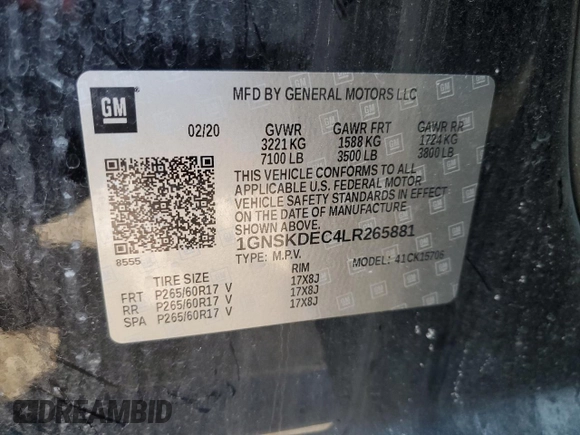 GM
MFD BY GENERAL MOTORS LLC
02/20 GVWR GAWR FRT GAWR RR
3221 KG 1588 KG 1724 KG
7100 LB 3500 LB 3800 LB
THIS VEHICLE CONFORMS TO ALL
APPLICABLE U.S. FEDERAL MOTOR
VEHICLE SAFETY STANDARDS IN EFFECT
ON THE DATE OF MANUFACTURE
SHOWN ABOVE.
8555
1GNSKDEC4LR265881
TYPE: M.P.V. MODEL: 41CK15706
TIRE SIZE RIM
FRT P265/60R17 V 17X8J
RR P265/60R17 V 17X8J
SPA P265/60R17 V 17X8J
DREAMBID